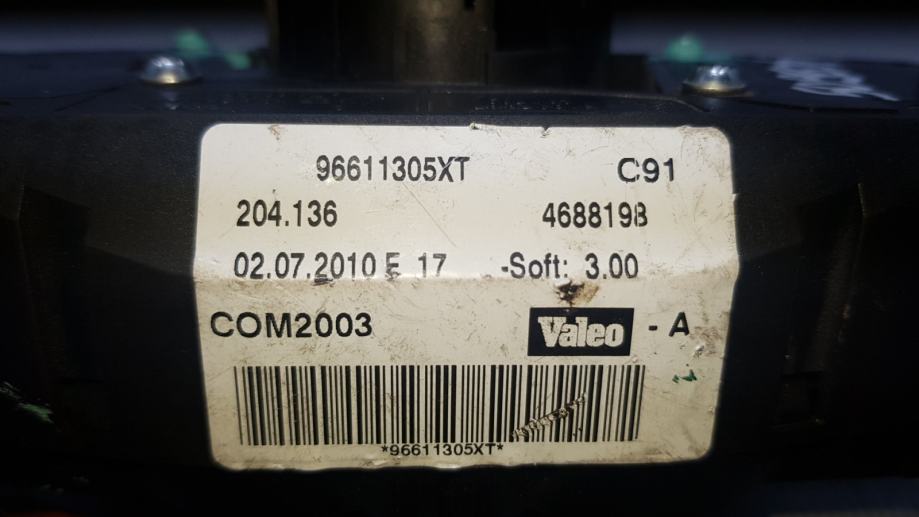 96611305XT C91
204.136 468819B
02.07.2010 E 17 -Soft: 3.00
COM2003 Valeo - A
*96611305XT*